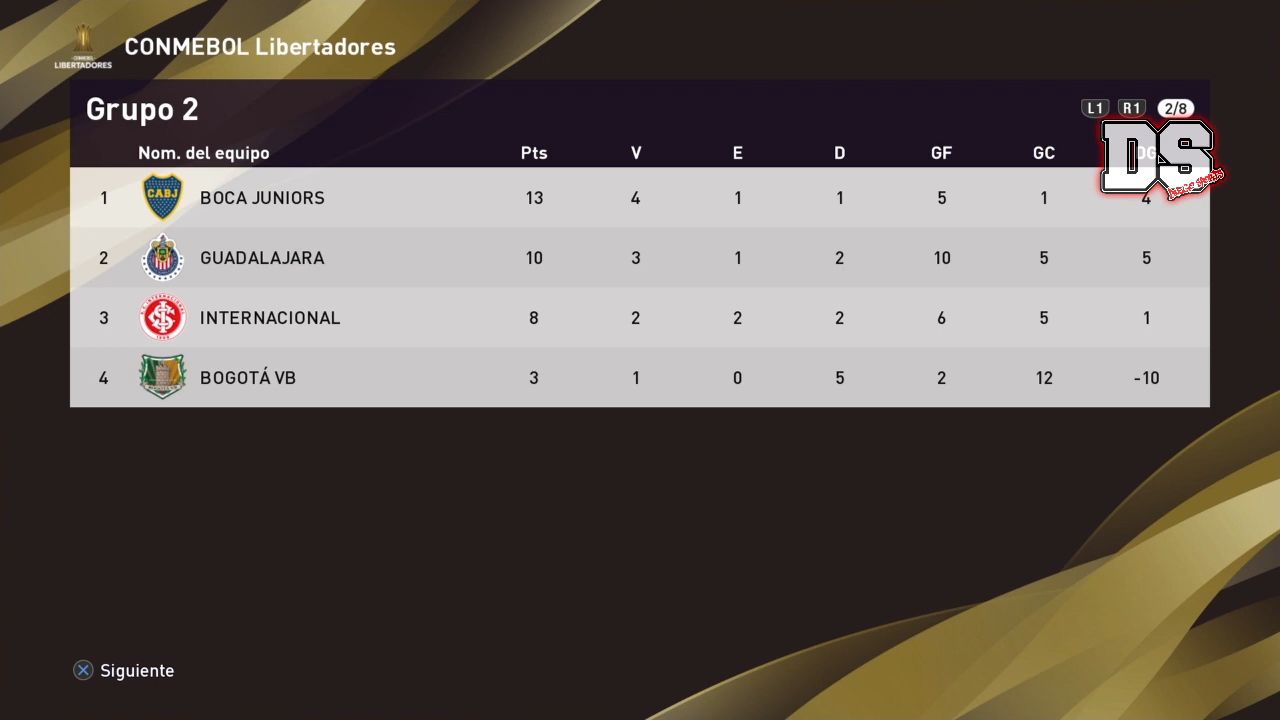 CONMEBOL
LIBERTADORES
CONMEBOL Libertadores
Grupo 2
L1 R1 2/8
Nom. del equipo Pts V E D GF GC DG
DS
1 CABJ BOCA JUNIORS 13 4 1 1 5 1 4
2 GUADALAJARA 10 3 1 2 10 5 5
3 INTERNACIONAL 8 2 2 2 6 5 1
4 BOGOTÁ VB 3 1 0 5 2 12 -10
Siguiente